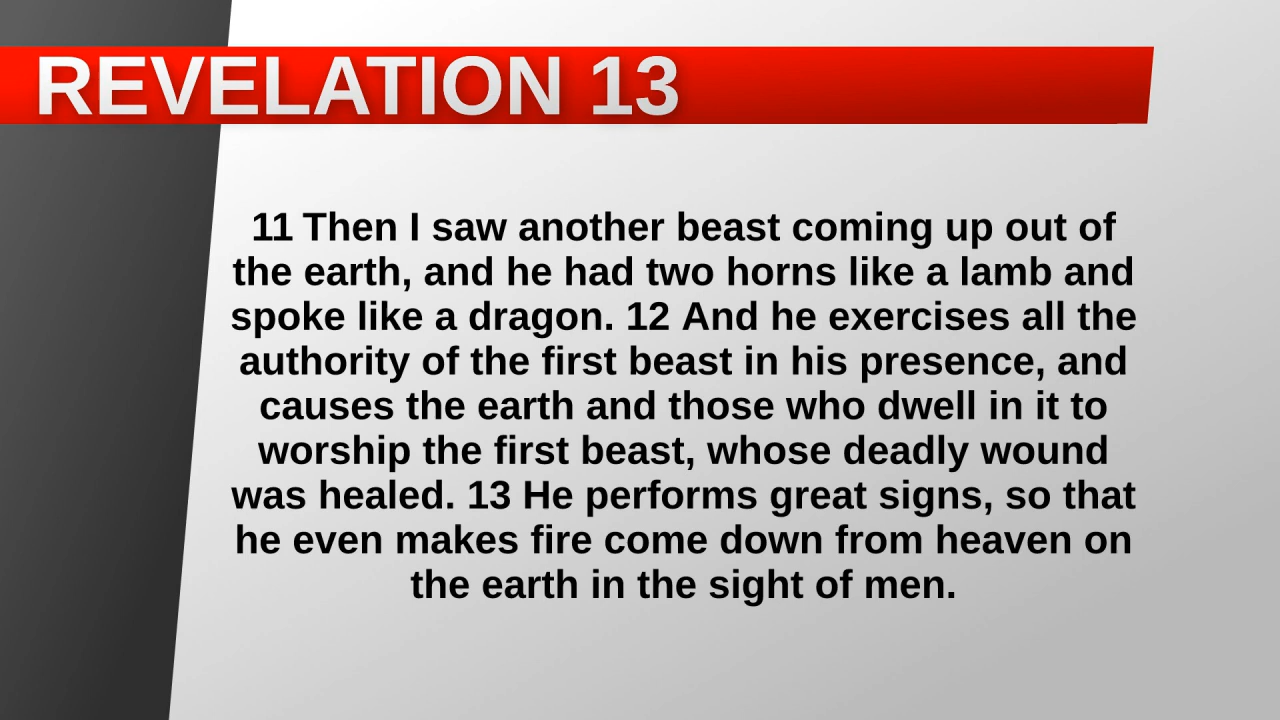 REVELATION 13
11 Then I saw another beast coming up out of
the earth, and he had two horns like a lamb and
spoke like a dragon. 12 And he exercises all the
authority of the first beast in his presence, and
causes the earth and those who dwell in it to
worship the first beast, whose deadly wound
was healed. 13 He performs great signs, so that
he even makes fire come down from heaven on
the earth in the sight of men.